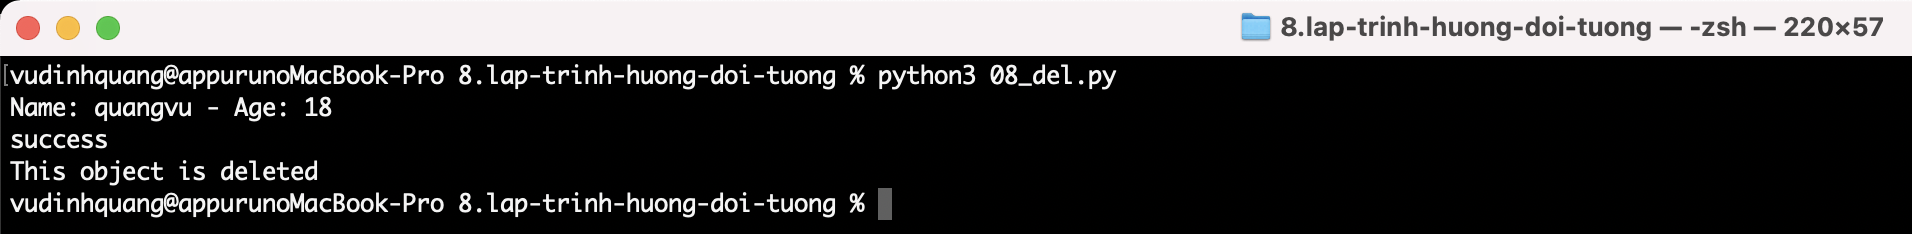 8.lap-trinh-huong-doi-tuong — -zsh — 220×57
[vudinhquang@appurunoMacBook-Pro 8.lap-trinh-huong-doi-tuong % python3 08_del.py
Name: quangvu - Age: 18
success
This object is deleted
vudinhquang@appurunoMacBook-Pro 8.lap-trinh-huong-doi-tuong %